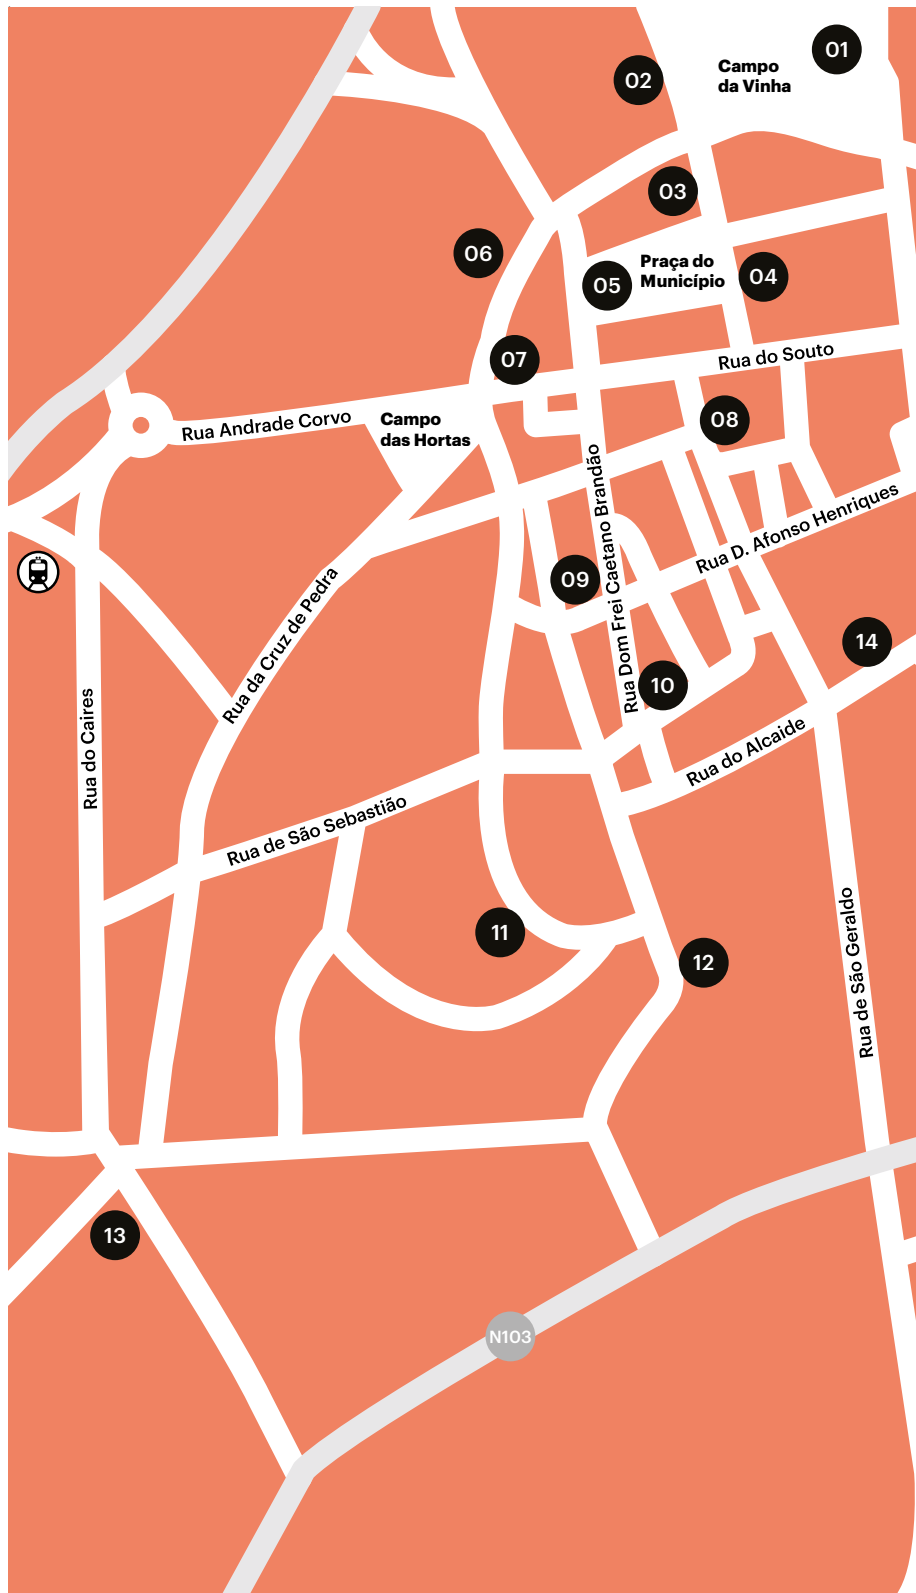 01
Campo
da Vinha
02
03
06
Praça do
Município
04
05
07
Rua do Souto
Campo
das Hortas
Rua Andrade Corvo
08
Rua Dom Frei Caetano Brandão
Rua D. Afonso Henriques
09
Rua da Cruz de Pedra
14
10
Rua do Caires
Rua do Alcaide
Rua de São Sebastião
11
12
Rua de São Geraldo
13
N103